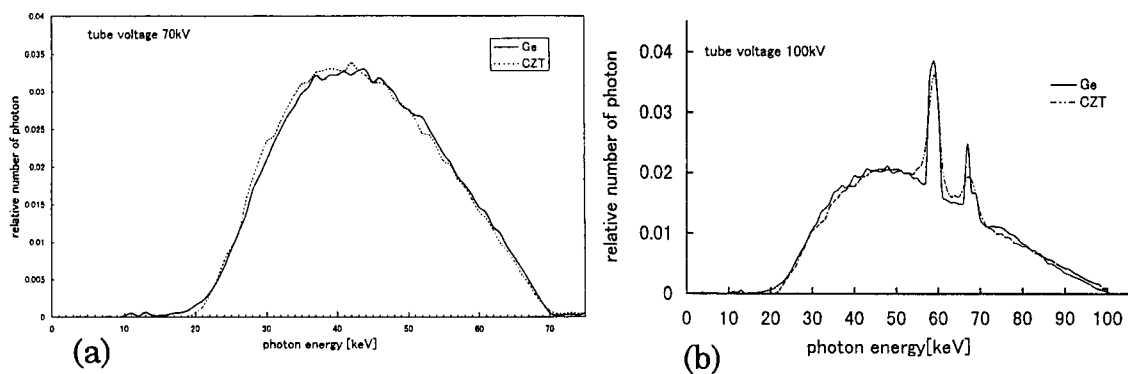 tube voltage 70kV
Ge
CZT
relative number of photon
0.04
0.035
0.03
0.025
0.02
0.015
0.01
0.005
0
0 10 20 30 40 50 60 70
photon energy [keV]
(a)
tube voltage 100kV
Ge
CZT
relative number of photon
0.04
0.03
0.02
0.01
0
0 10 20 30 40 50 60 70 80 90 100
photon energy[keV]
(b)